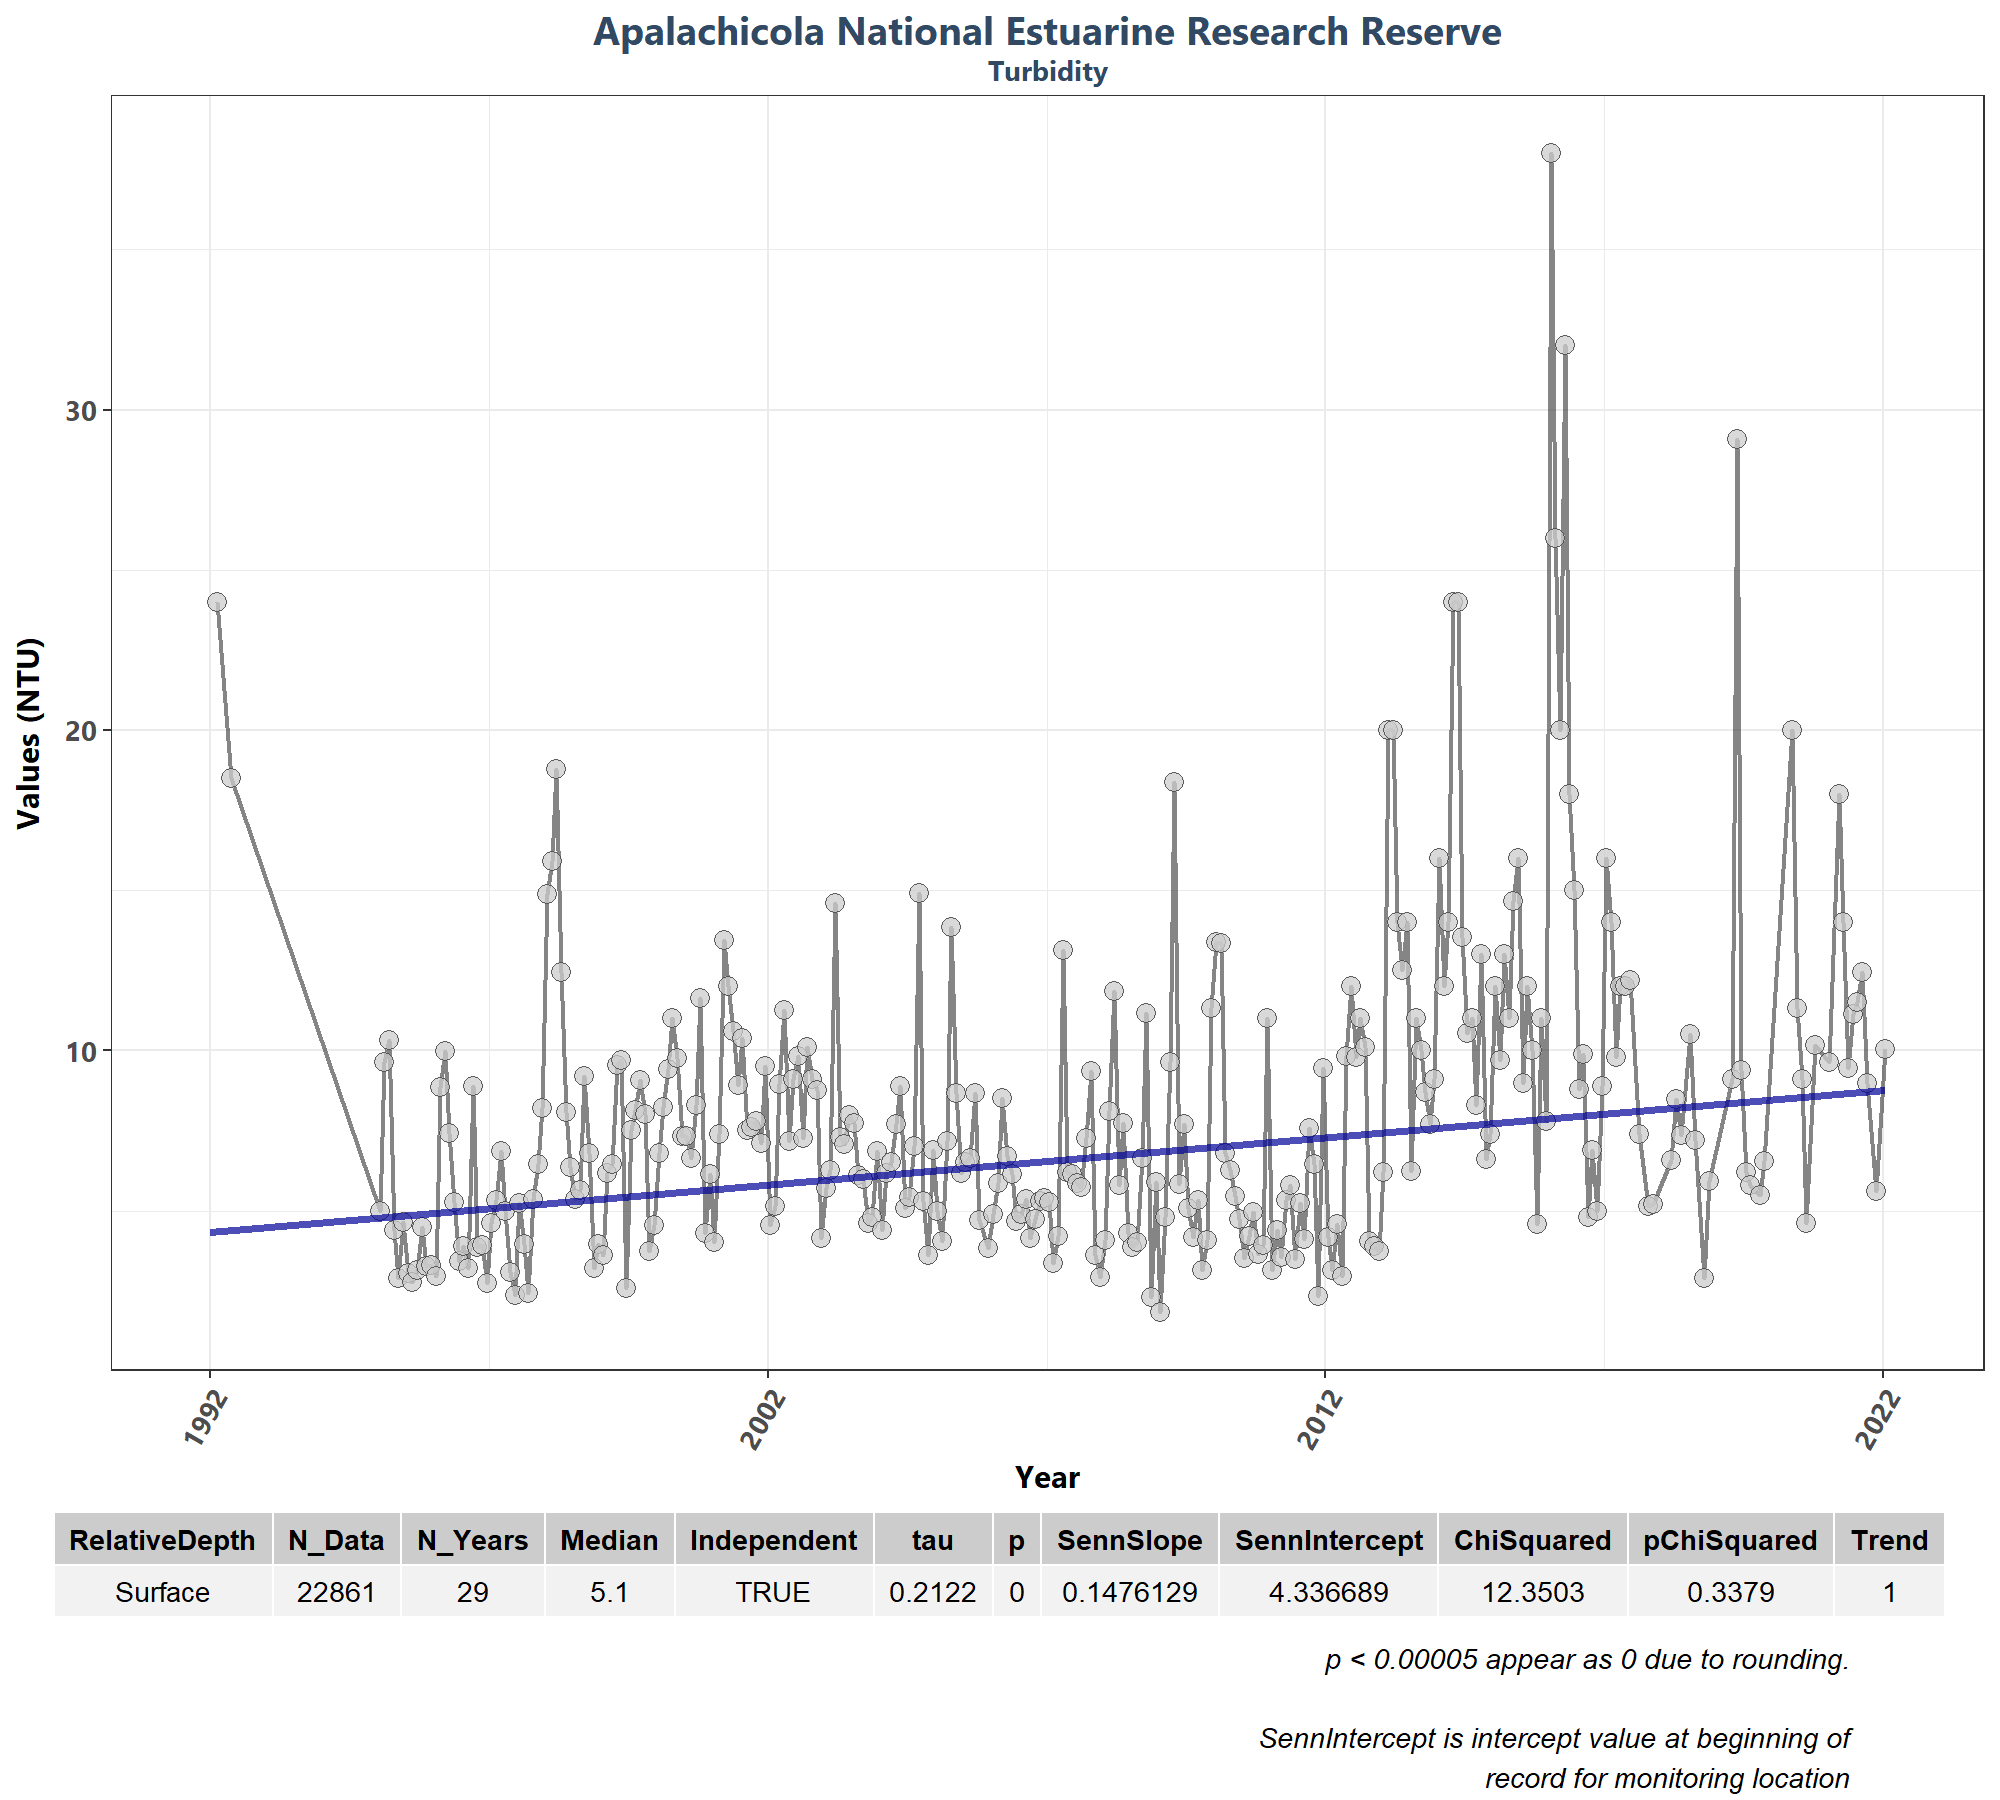 Apalachicola National Estuarine Research Reserve
Turbidity
Values (NTU)
30
20
10
1992
2002
2012
2022
Year
RelativeDepth N_Data N_Years Median Independent tau p SennSlope SennIntercept ChiSquared pChiSquared Trend
Surface 22861 29 5.1 TRUE 0.2122 0 0.1476129 4.336689 12.3503 0.3379 1
p < 0.00005 appear as 0 due to rounding.
SennIntercept is intercept value at beginning of
record for monitoring location